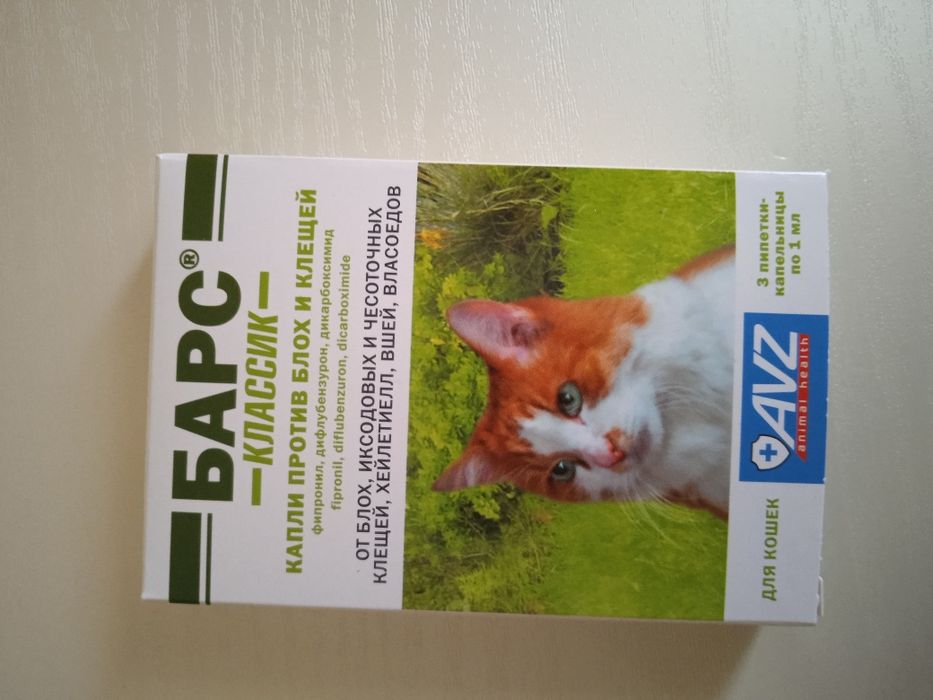 БАРС®
КЛАССИК
КАПЛИ ПРОТИВ БЛОХ И КЛЕЩЕЙ
фипронил, дифлубензурон, дикарбоксимид
fipronil, diflubenzuron, dicarboximide
ОТ БЛОХ, ИКСОДОВЫХ И ЧЕСОТОЧНЫХ
КЛЕЩЕЙ, ХЕЙЛЕТИЕЛЛ, ВШЕЙ, ВЛАСОЕДОВ
ДЛЯ КОШЕК
AVZ
animal health
3 пипетки-
капельницы
по 1 мл